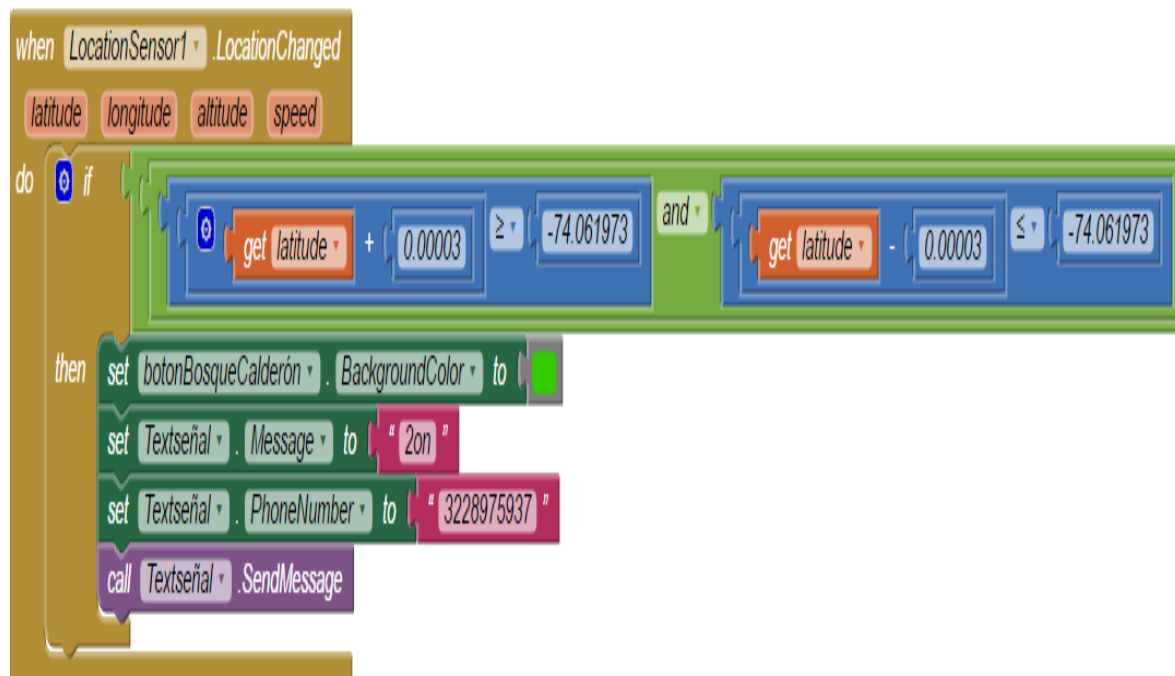 when LocationSensor1 .LocationChanged
latitude longitude altitude speed
do if get latitude + 0.00003 ≥ -74.061973 and get latitude - 0.00003 ≤ -74.061973
then set botonBosqueCalderón . BackgroundColor to
set Textseñal . Message to " 2on "
set Textseñal . PhoneNumber to " 3228975937 "
call Textseñal .SendMessage